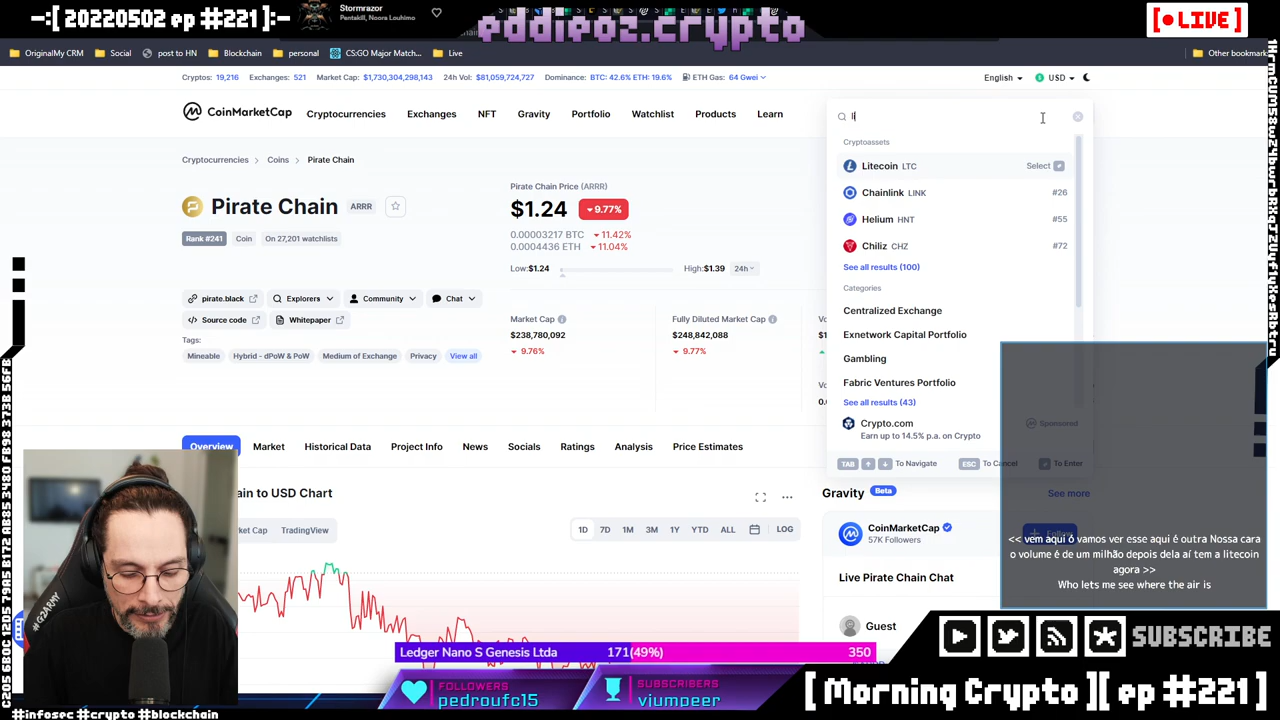 -:[ 20220502 ep #221 ]:-
Stormrazor
Pentakill, Noora Louhimo
eddieoz.crypto
[ ● LIVE ]
OriginalMy CRM
Social
post to HN
Blockchain
personal
CS:GO Major Match...
Live
Other bookmark
Cryptos: 19,216 Exchanges: 521 Market Cap: $1,730,304,298,143 24h Vol: $81,059,724,727 Dominance: BTC: 42.6% ETH: 19.6% ETH Gas: 64 Gwei
English
USD
CoinMarketCap
Cryptocurrencies
Exchanges
NFT
Gravity
Portfolio
Watchlist
Products
Learn
li
Cryptoassets
Litecoin LTC
Select
Chainlink LINK
#26
Helium HNT
#55
Chiliz CHZ
#72
See all results (100)
Categories
Centralized Exchange
Exnetwork Capital Portfolio
Gambling
Fabric Ventures Portfolio
See all results (43)
Crypto.com
Sponsored
Earn up to 14.5% p.a. on Crypto
TAB To Navigate
ESC To Cancel
To Enter
Cryptocurrencies > Coins > Pirate Chain
Pirate Chain ARRR
Rank #241
Coin
On 27,201 watchlists
Pirate Chain Price (ARRR)
$1.24 9.77%
0.00003217 BTC 11.42%
0.0004436 ETH 11.04%
Low:$1.24
High:$1.39
24h
pirate.black
Explorers
Community
Chat
Source code
Whitepaper
Tags:
Mineable
Hybrid - dPoW & PoW
Medium of Exchange
Privacy
View all
Market Cap
$238,780,092
9.76%
Fully Diluted Market Cap
$248,842,088
9.77%
Overview
Market
Historical Data
Project Info
News
Socials
Ratings
Analysis
Price Estimates
ain to USD Chart
ket Cap
TradingView
1D 7D 1M 3M 1Y YTD ALL LOG
Gravity Beta
See more
CoinMarketCap
57K Followers
Live Pirate Chain Chat
Guest
<< vem aqui ó vamos ver esse aqui é outra Nossa cara
o volume é de um milhão depois dela aí tem a litecoin
agora >>
Who lets me see where the air is
#G2ARMY
Ledger Nano S Genesis Ltda 171(49%) 350
FOLLOWERS
pedroufc15
SUBSCRIBERS
vjumpeer
SUBSCRIBE
[ Morning Crypto ][ ep #221 ]
#infosec #crypto #blockchain